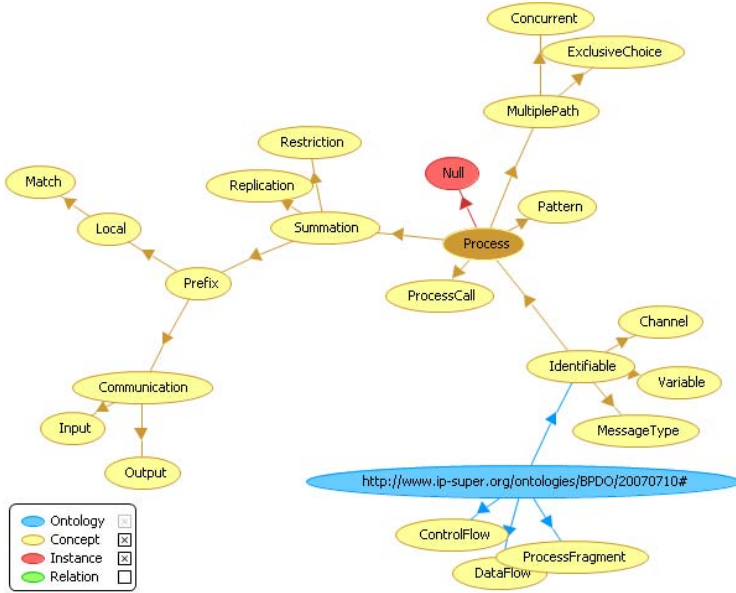 Concurrent
ExclusiveChoice
MultiplePath
Restriction
Null
Match
Replication
Pattern
Local
Summation
Process
Prefix
ProcessCall
Channel
Identifiable
Communication
Variable
Input
MessageType
Output
http://www.ip-super.org/ontologies/BPDO/20070710#
Ontology
Concept
Instance
Relation
ControlFlow
ProcessFragment
DataFlow